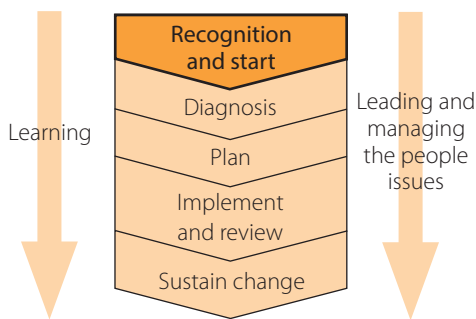 Recognition
and start
Diagnosis
Learning
Plan
Leading and
managing
the people
issues
Implement
and review
Sustain change